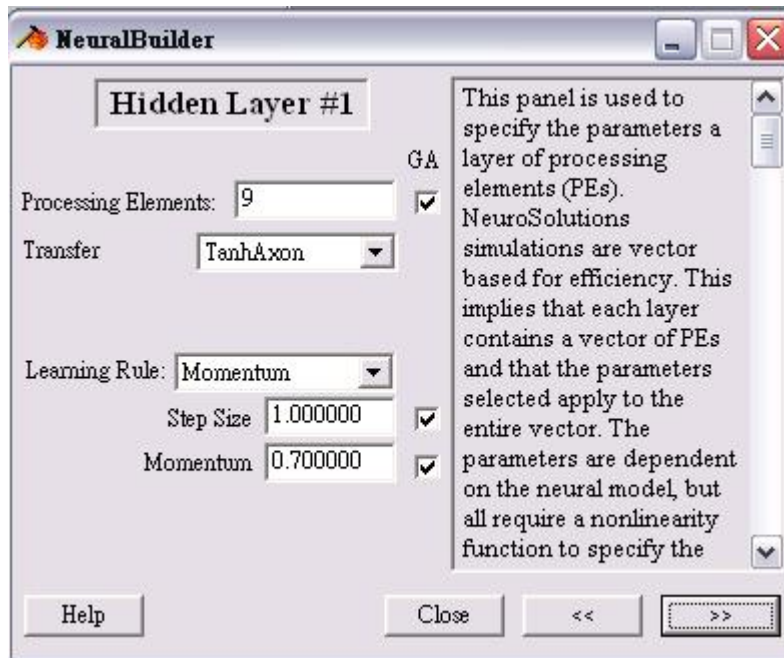 NeuralBuilder
Hidden Layer #1
GA
Processing Elements: 9
Transfer TanhAxon
Learning Rule: Momentum
Step Size 1.000000
Momentum 0.700000
This panel is used to
specify the parameters a
layer of processing
elements (PEs).
NeuroSolutions
simulations are vector
based for efficiency. This
implies that each layer
contains a vector of PEs
and that the parameters
selected apply to the
entire vector. The
parameters are dependent
on the neural model, but
all require a nonlinearity
function to specify the
Help Close << >>